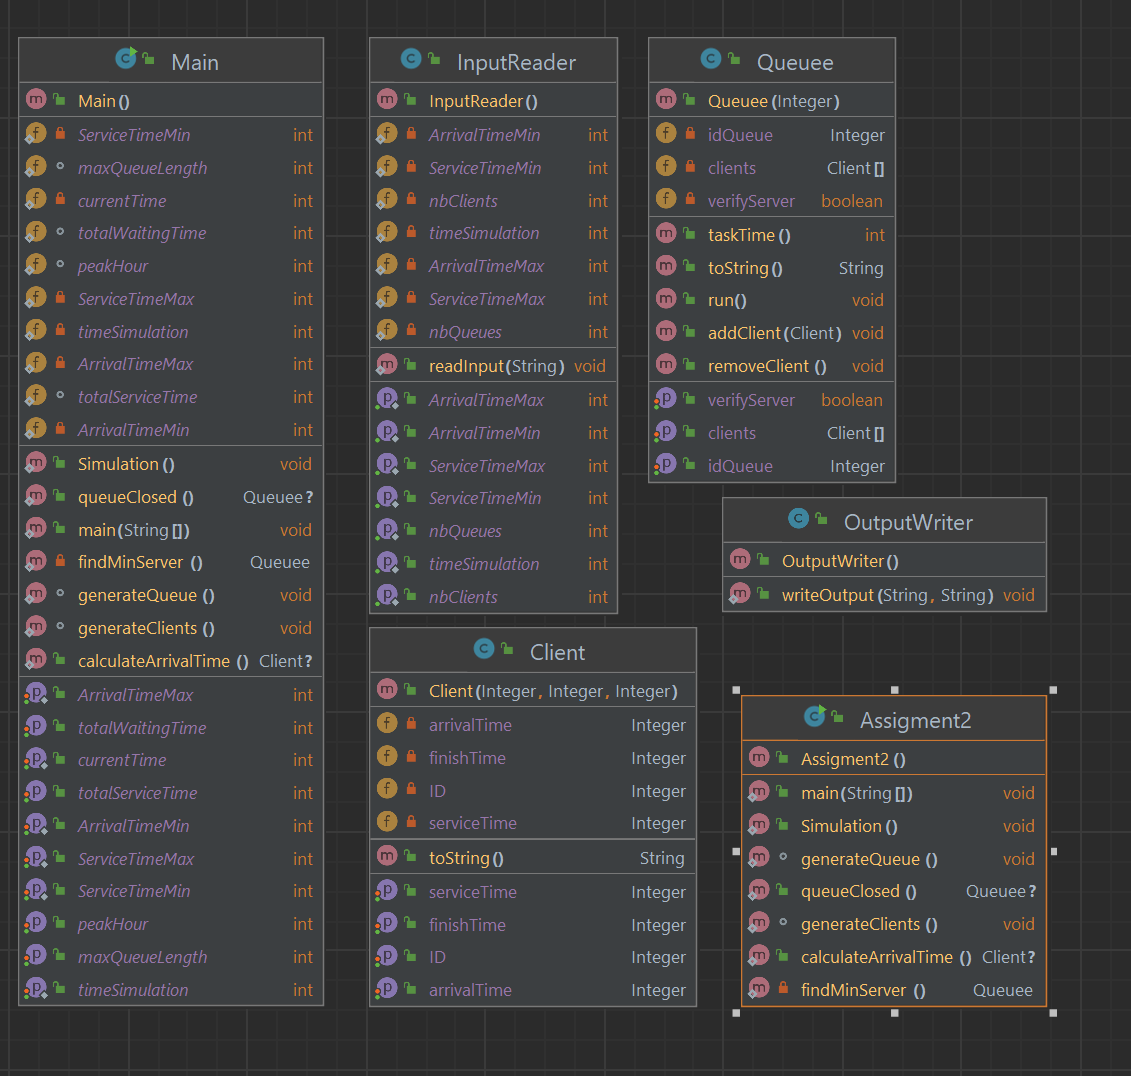 Main
Main()
ServiceTimeMin int
maxQueueLength int
currentTime int
totalWaitingTime int
peakHour int
ServiceTimeMax int
timeSimulation int
ArrivalTimeMax int
totalServiceTime int
ArrivalTimeMin int
Simulation() void
queueClosed() Queuee?
main(String[]) void
findMinServer() Queuee
generateQueue() void
generateClients() void
calculateArrivalTime() Client?
ArrivalTimeMax int
totalWaitingTime int
currentTime int
totalServiceTime int
ArrivalTimeMin int
ServiceTimeMax int
ServiceTimeMin int
peakHour int
maxQueueLength int
timeSimulation int
InputReader
InputReader()
ArrivalTimeMin int
ServiceTimeMin int
nbClients int
timeSimulation int
ArrivalTimeMax int
ServiceTimeMax int
nbQueues int
readInput(String) void
ArrivalTimeMax int
ArrivalTimeMin int
ServiceTimeMax int
ServiceTimeMin int
nbQueues int
timeSimulation int
nbClients int
Queuee
Queuee(Integer)
idQueue Integer
clients Client[]
verifyServer boolean
taskTime() int
toString() String
run() void
addClient(Client) void
removeClient() void
verifyServer boolean
clients Client[]
idQueue Integer
OutputWriter
OutputWriter()
writeOutput(String, String) void
Client
Client(Integer, Integer, Integer)
arrivalTime Integer
finishTime Integer
ID Integer
serviceTime Integer
toString() String
serviceTime Integer
finishTime Integer
ID Integer
arrivalTime Integer
Assigment2
Assigment2()
main(String[]) void
Simulation() void
generateQueue() void
queueClosed() Queuee?
generateClients() void
calculateArrivalTime() Client?
findMinServer() Queuee